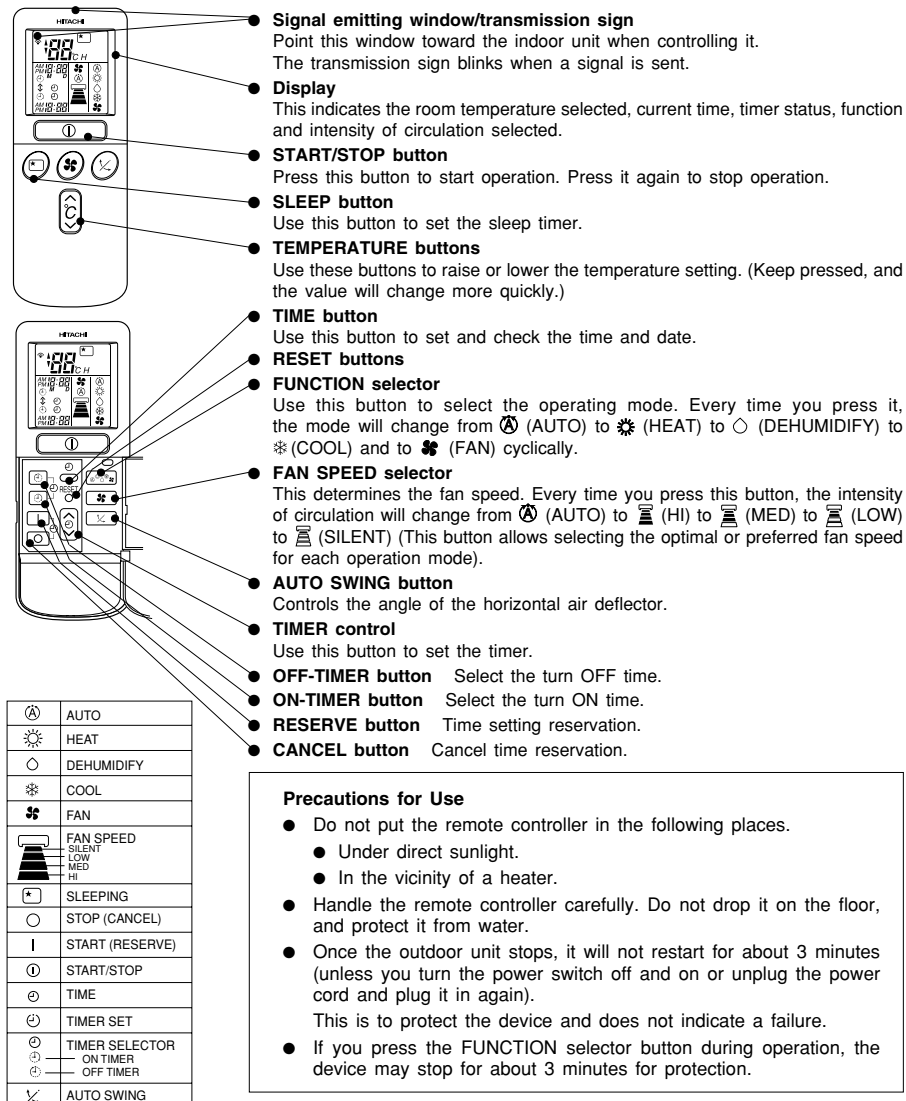 HITACHI
℃ H
AM
PM
M D
AM
PM
℃
HITACHI
℃ H
AM
PM
M D
AM
PM
RESET
● Signal emitting window/transmission sign
Point this window toward the indoor unit when controlling it.
The transmission sign blinks when a signal is sent.
● Display
This indicates the room temperature selected, current time, timer status, function
and intensity of circulation selected.
● START/STOP button
Press this button to start operation. Press it again to stop operation.
● SLEEP button
Use this button to set the sleep timer.
● TEMPERATURE buttons
Use these buttons to raise or lower the temperature setting. (Keep pressed, and
the value will change more quickly.)
● TIME button
Use this button to set and check the time and date.
● RESET buttons
● FUNCTION selector
Use this button to select the operating mode. Every time you press it,
the mode will change from Ⓐ (AUTO) to (HEAT) to (DEHUMIDIFY) to
(COOL) and to (FAN) cyclically.
● FAN SPEED selector
This determines the fan speed. Every time you press this button, the intensity
of circulation will change from Ⓐ (AUTO) to (HI) to (MED) to (LOW)
to (SILENT) (This button allows selecting the optimal or preferred fan speed
for each operation mode).
● AUTO SWING button
Controls the angle of the horizontal air deflector.
● TIMER control
Use this button to set the timer.
● OFF-TIMER button Select the turn OFF time.
● ON-TIMER button Select the turn ON time.
● RESERVE button Time setting reservation.
● CANCEL button Cancel time reservation.
Ⓐ AUTO
HEAT
DEHUMIDIFY
COOL
FAN
FAN SPEED
SILENT
LOW
MED
HI
SLEEPING
STOP (CANCEL)
START (RESERVE)
START/STOP
TIME
TIMER SET
TIMER SELECTOR
ON TIMER
OFF TIMER
AUTO SWING
Precautions for Use
● Do not put the remote controller in the following places.
● Under direct sunlight.
● In the vicinity of a heater.
● Handle the remote controller carefully. Do not drop it on the floor,
and protect it from water.
● Once the outdoor unit stops, it will not restart for about 3 minutes
(unless you turn the power switch off and on or unplug the power
cord and plug it in again).
This is to protect the device and does not indicate a failure.
● If you press the FUNCTION selector button during operation, the
device may stop for about 3 minutes for protection.